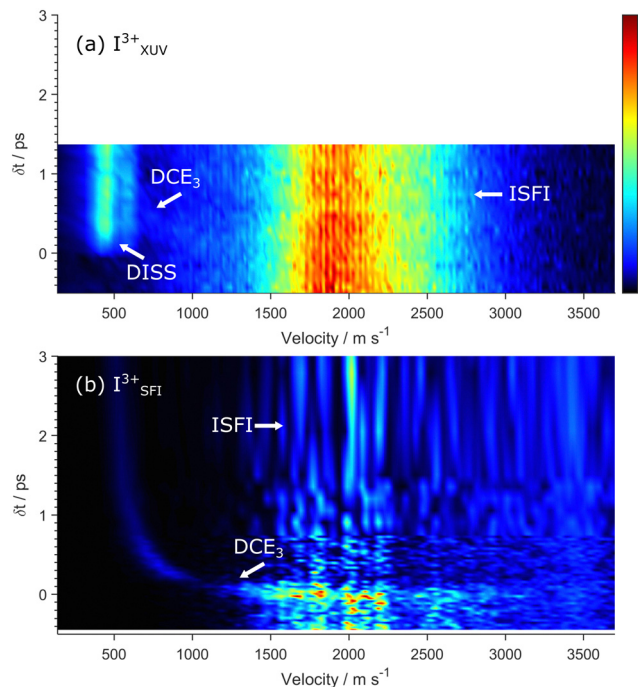 3
(a) I³⁺XUV
2
δt / ps
1
DCE₃
ISFI
0
DISS
500 1000 1500 2000 2500 3000 3500
Velocity / m s⁻¹
3
(b) I³⁺SFI
ISFI
2
δt / ps
1
DCE₃
0
500 1000 1500 2000 2500 3000 3500
Velocity / m s⁻¹